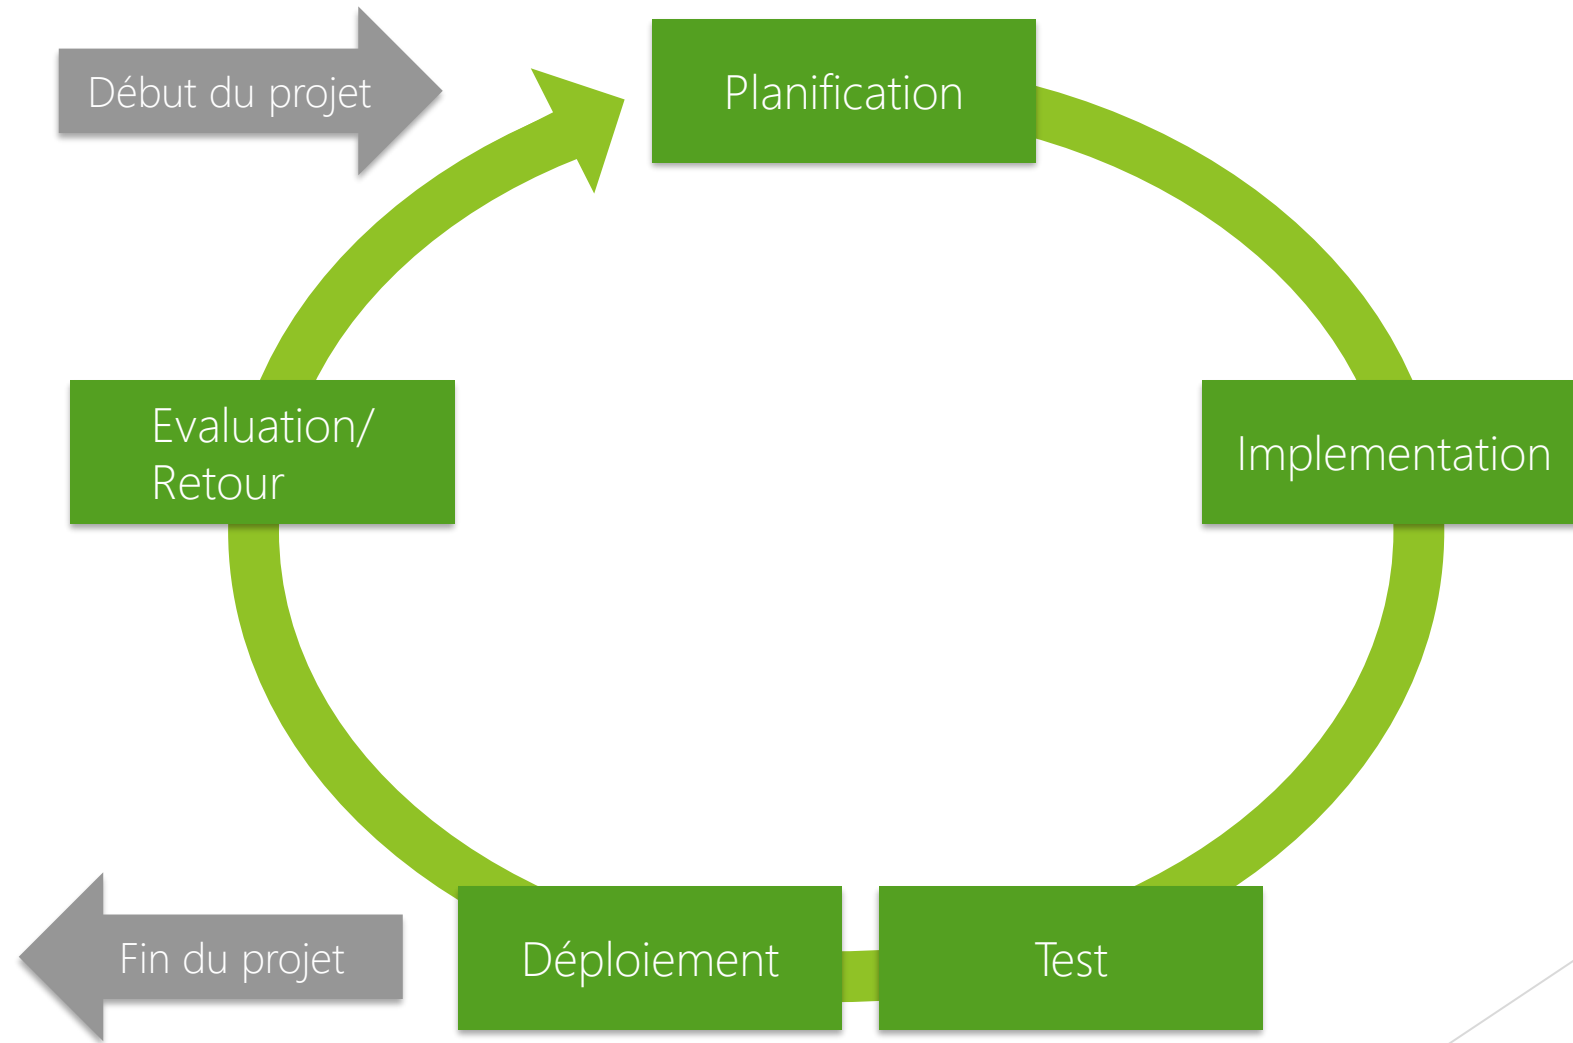 Début du projet
Planification
Evaluation/
Retour
Implementation
Fin du projet
Déploiement
Test